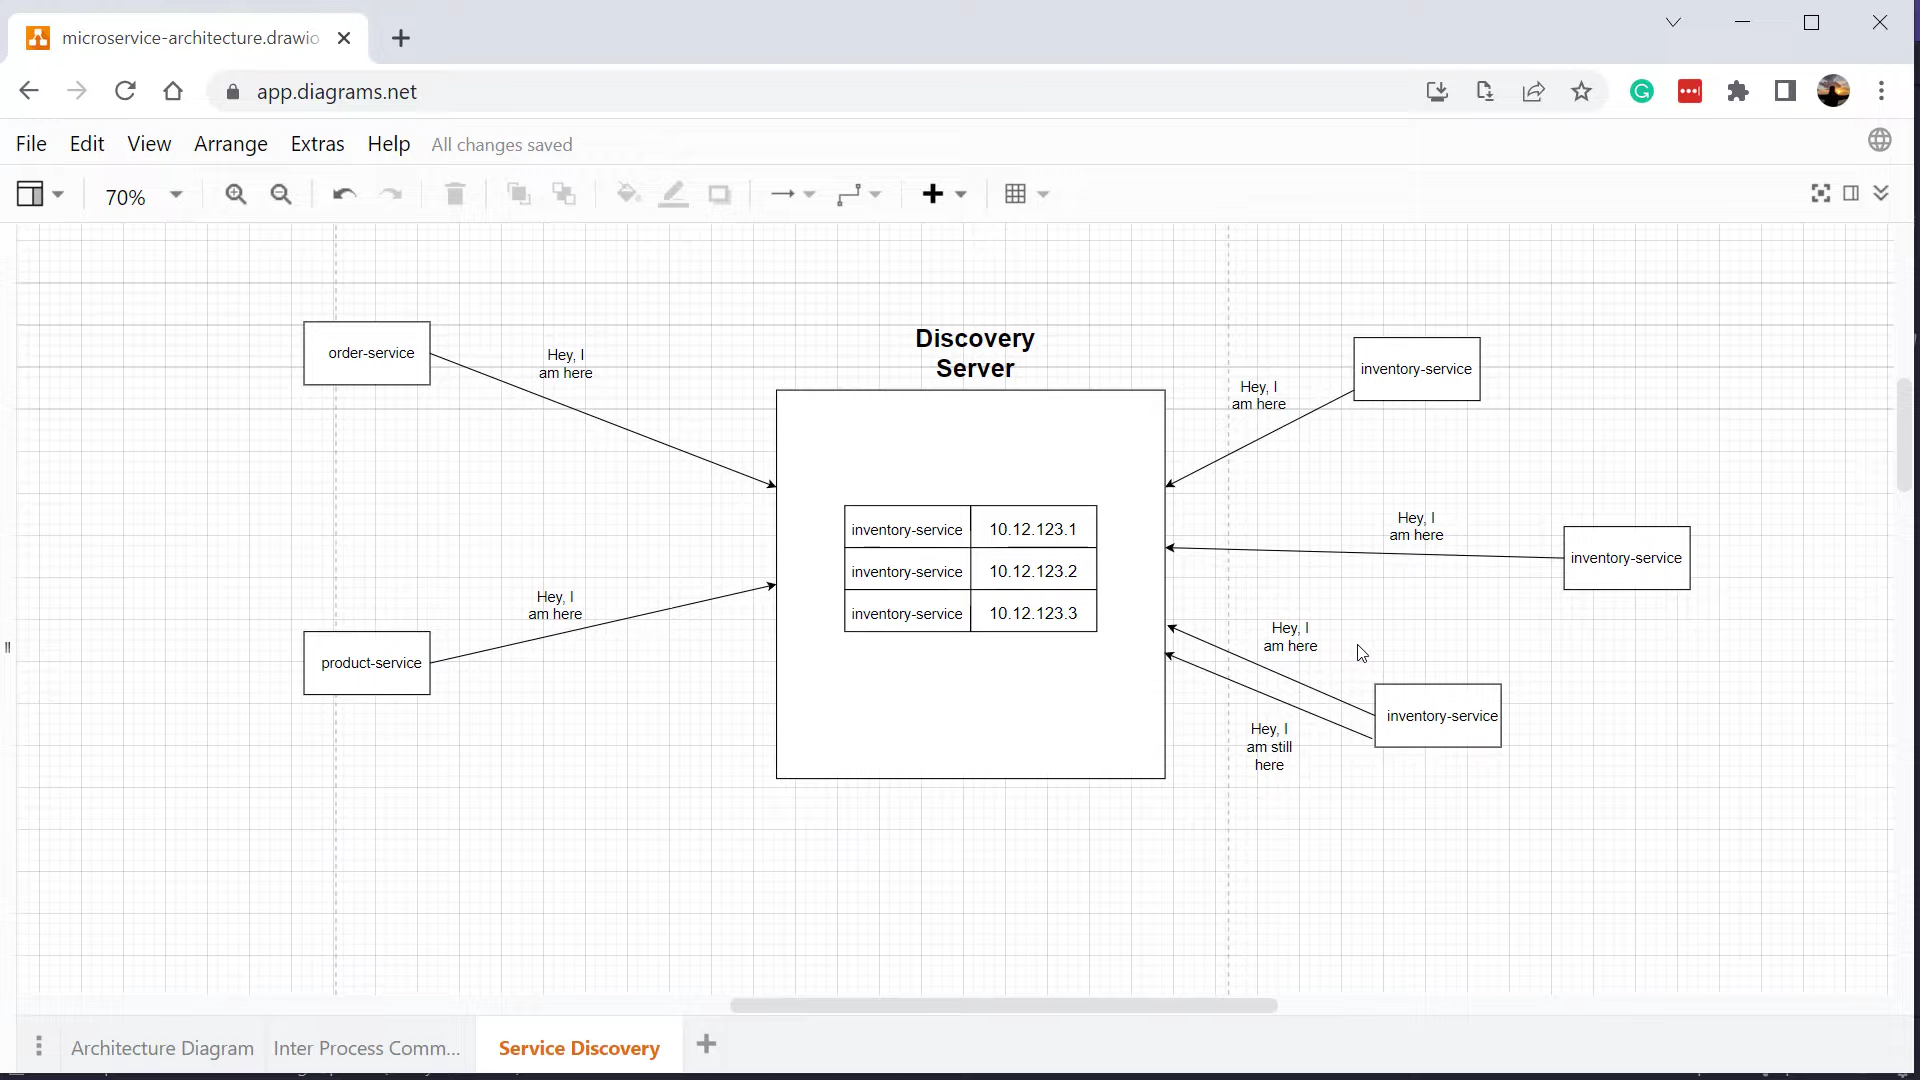 microservice-architecture.drawio
app.diagrams.net
File Edit View Arrange Extras Help All changes saved
70%
order-service
Hey, I
am here
product-service
Hey, I
am here
Discovery
Server
inventory-service 10.12.123.1
inventory-service 10.12.123.2
inventory-service 10.12.123.3
Hey, I
am here
inventory-service
Hey, I
am here
inventory-service
Hey, I
am here
inventory-service
Hey, I
am still
here
Architecture Diagram Inter Process Comm... Service Discovery